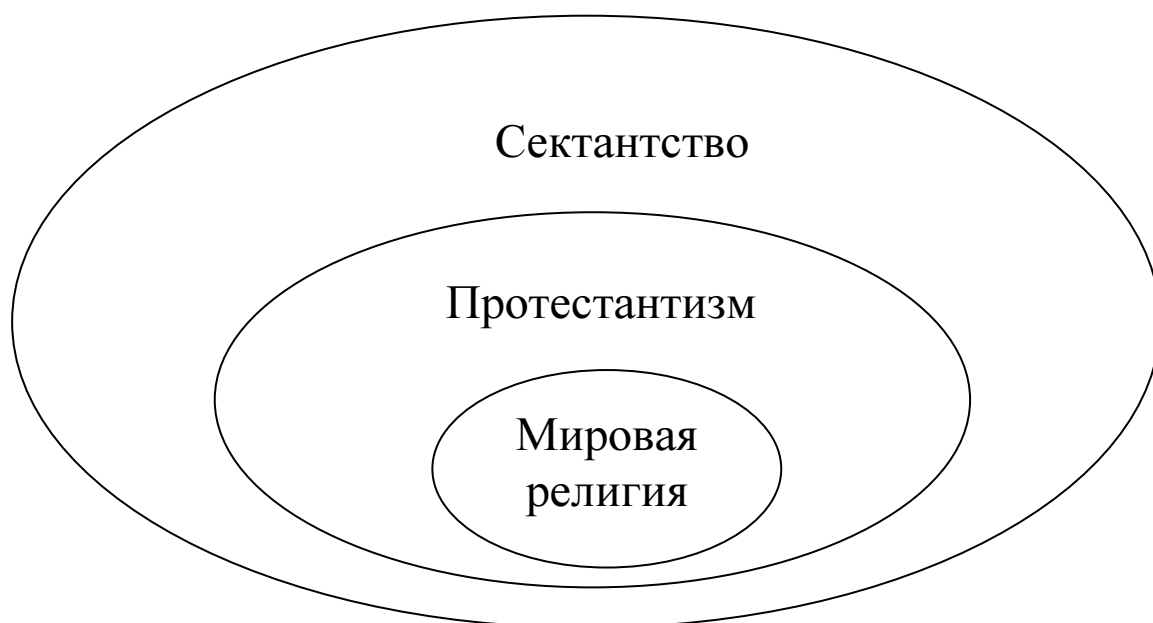 Сектантство
Протестантизм
Мировая
религия